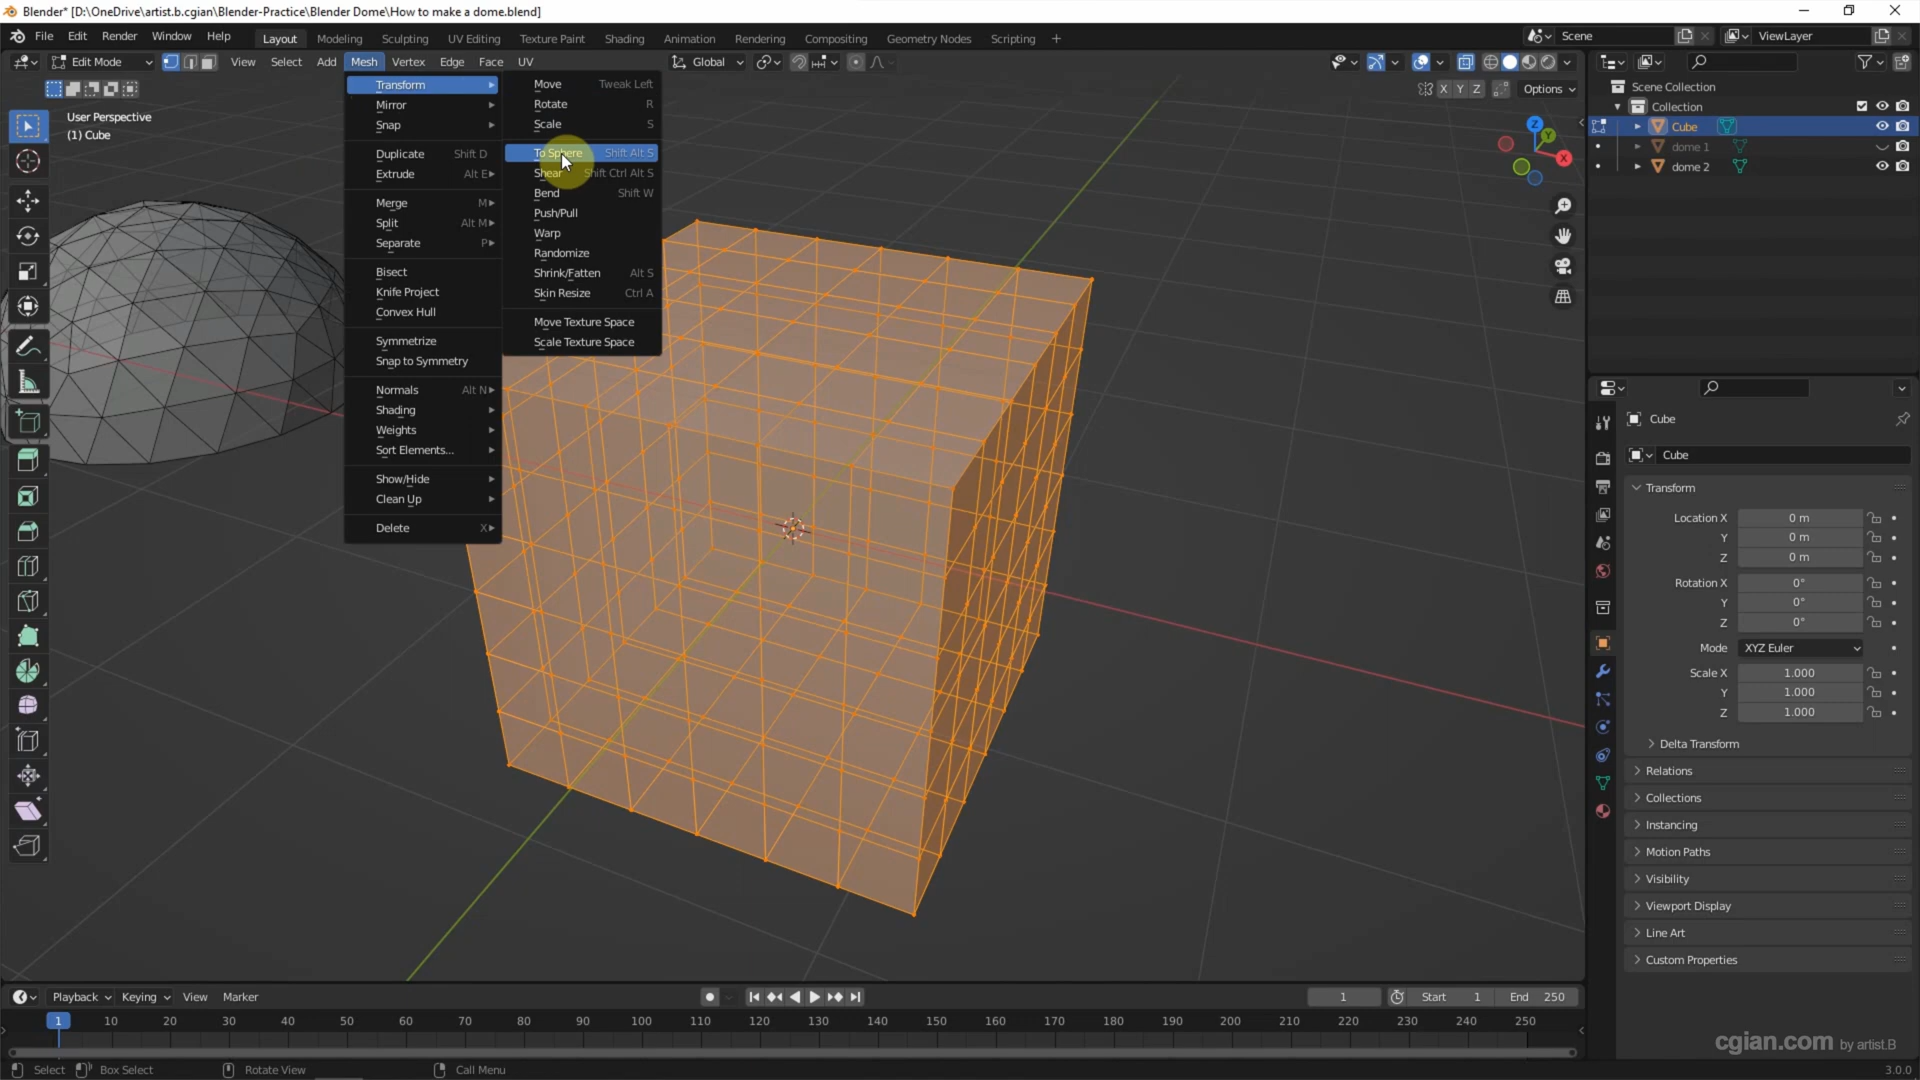 Blender* [D:\OneDrive\artist.b.cgian\Blender-Practice\Blender Dome\How to make a dome.blend]
File Edit Render Window Help Layout Modeling Sculpting UV Editing Texture Paint Shading Animation Rendering Compositing Geometry Nodes Scripting + Scene ViewLayer
Edit Mode View Select Add Mesh Vertex Edge Face UV Global
X Y Z Options
User Perspective
(1) Cube
Transform
Mirror
Snap
Duplicate Shift D
Extrude Alt E
Merge M
Split Alt M
Separate P
Bisect
Knife Project
Convex Hull
Symmetrize
Snap to Symmetry
Normals Alt N
Shading
Weights
Sort Elements...
Show/Hide
Clean Up
Delete X
Move Tweak Left
Rotate R
Scale S
To Sphere Shift Alt S
Shear Shift Ctrl Alt S
Bend Shift W
Push/Pull
Warp
Randomize
Shrink/Fatten Alt S
Skin Resize Ctrl A
Move Texture Space
Scale Texture Space
Z
Y
X
Scene Collection
Collection
Cube
dome 1
dome 2
Cube
Cube
Transform
Location X 0 m
Y 0 m
Z 0 m
Rotation X 0°
Y 0°
Z 0°
Mode XYZ Euler
Scale X 1.000
Y 1.000
Z 1.000
Delta Transform
Relations
Collections
Instancing
Motion Paths
Visibility
Viewport Display
Line Art
Custom Properties
Playback Keying View Marker 1 Start 1 End 250
1 10 20 30 40 50 60 70 80 90 100 110 120 130 140 150 160 170 180 190 200 210 220 230 240 250
cgian.com by artist.B
Select Box Select Rotate View Call Menu 3.0.0